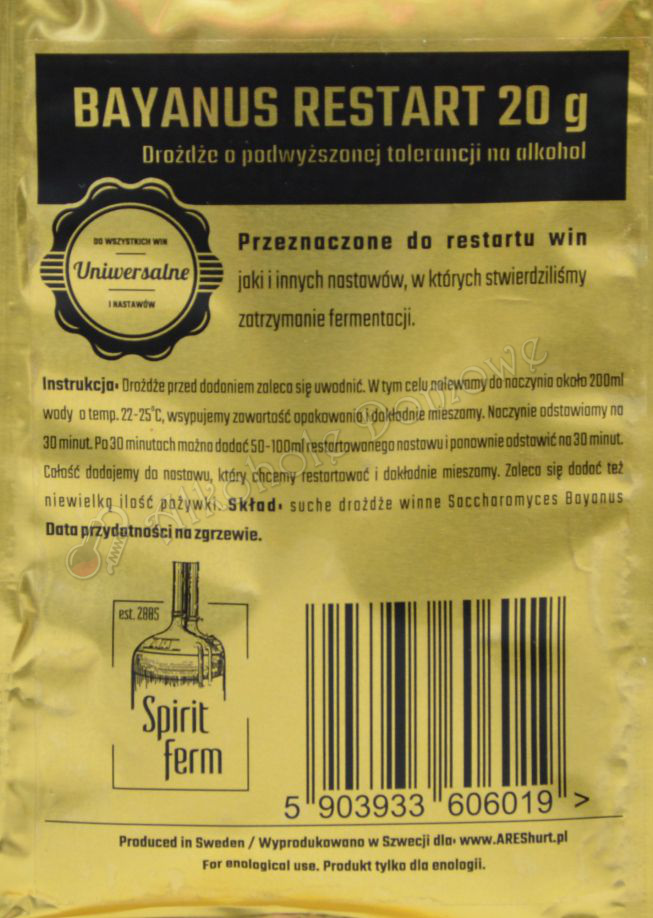 BAYANUS RESTART 20 g
Drożdże o podwyższonej tolerancji na alkohol
DO WSZYSTKICH WIN
Uniwersalne
I NASTAWÓW
Przeznaczone do restartu win
jaki i innych nastawów, w których stwierdziliśmy
zatrzymanie fermentacji.
Instrukcja: Drożdże przed dodaniem zaleca się uwodnić. W tym celu nalewamy do naczynia około 200ml
wody o temp. 22-25°C, wsypujemy zawartość opakowania i dokładnie mieszamy. Naczynie odstawiamy na
30 minut. Po 30 minutach można dodać 50-100ml restartowanego nastawu i ponownie odstawić na 30 minut.
Całość dodajemy do nastawu, który chcemy restartować i dokładnie mieszamy. Zaleca się dodać też
niewielką ilość pożywki. Skład: suche drożdże winne Saccharomyces Bayanus
Data przydatności na zgrzewie.
Alkohole Domowe
est. 2005
Spirit
ferm
5 903933 606019 >
Produced in Sweden / Wyprodukowano w Szwecji dla: www.AREShurt.pl
For enological use. Produkt tylko dla enologii.